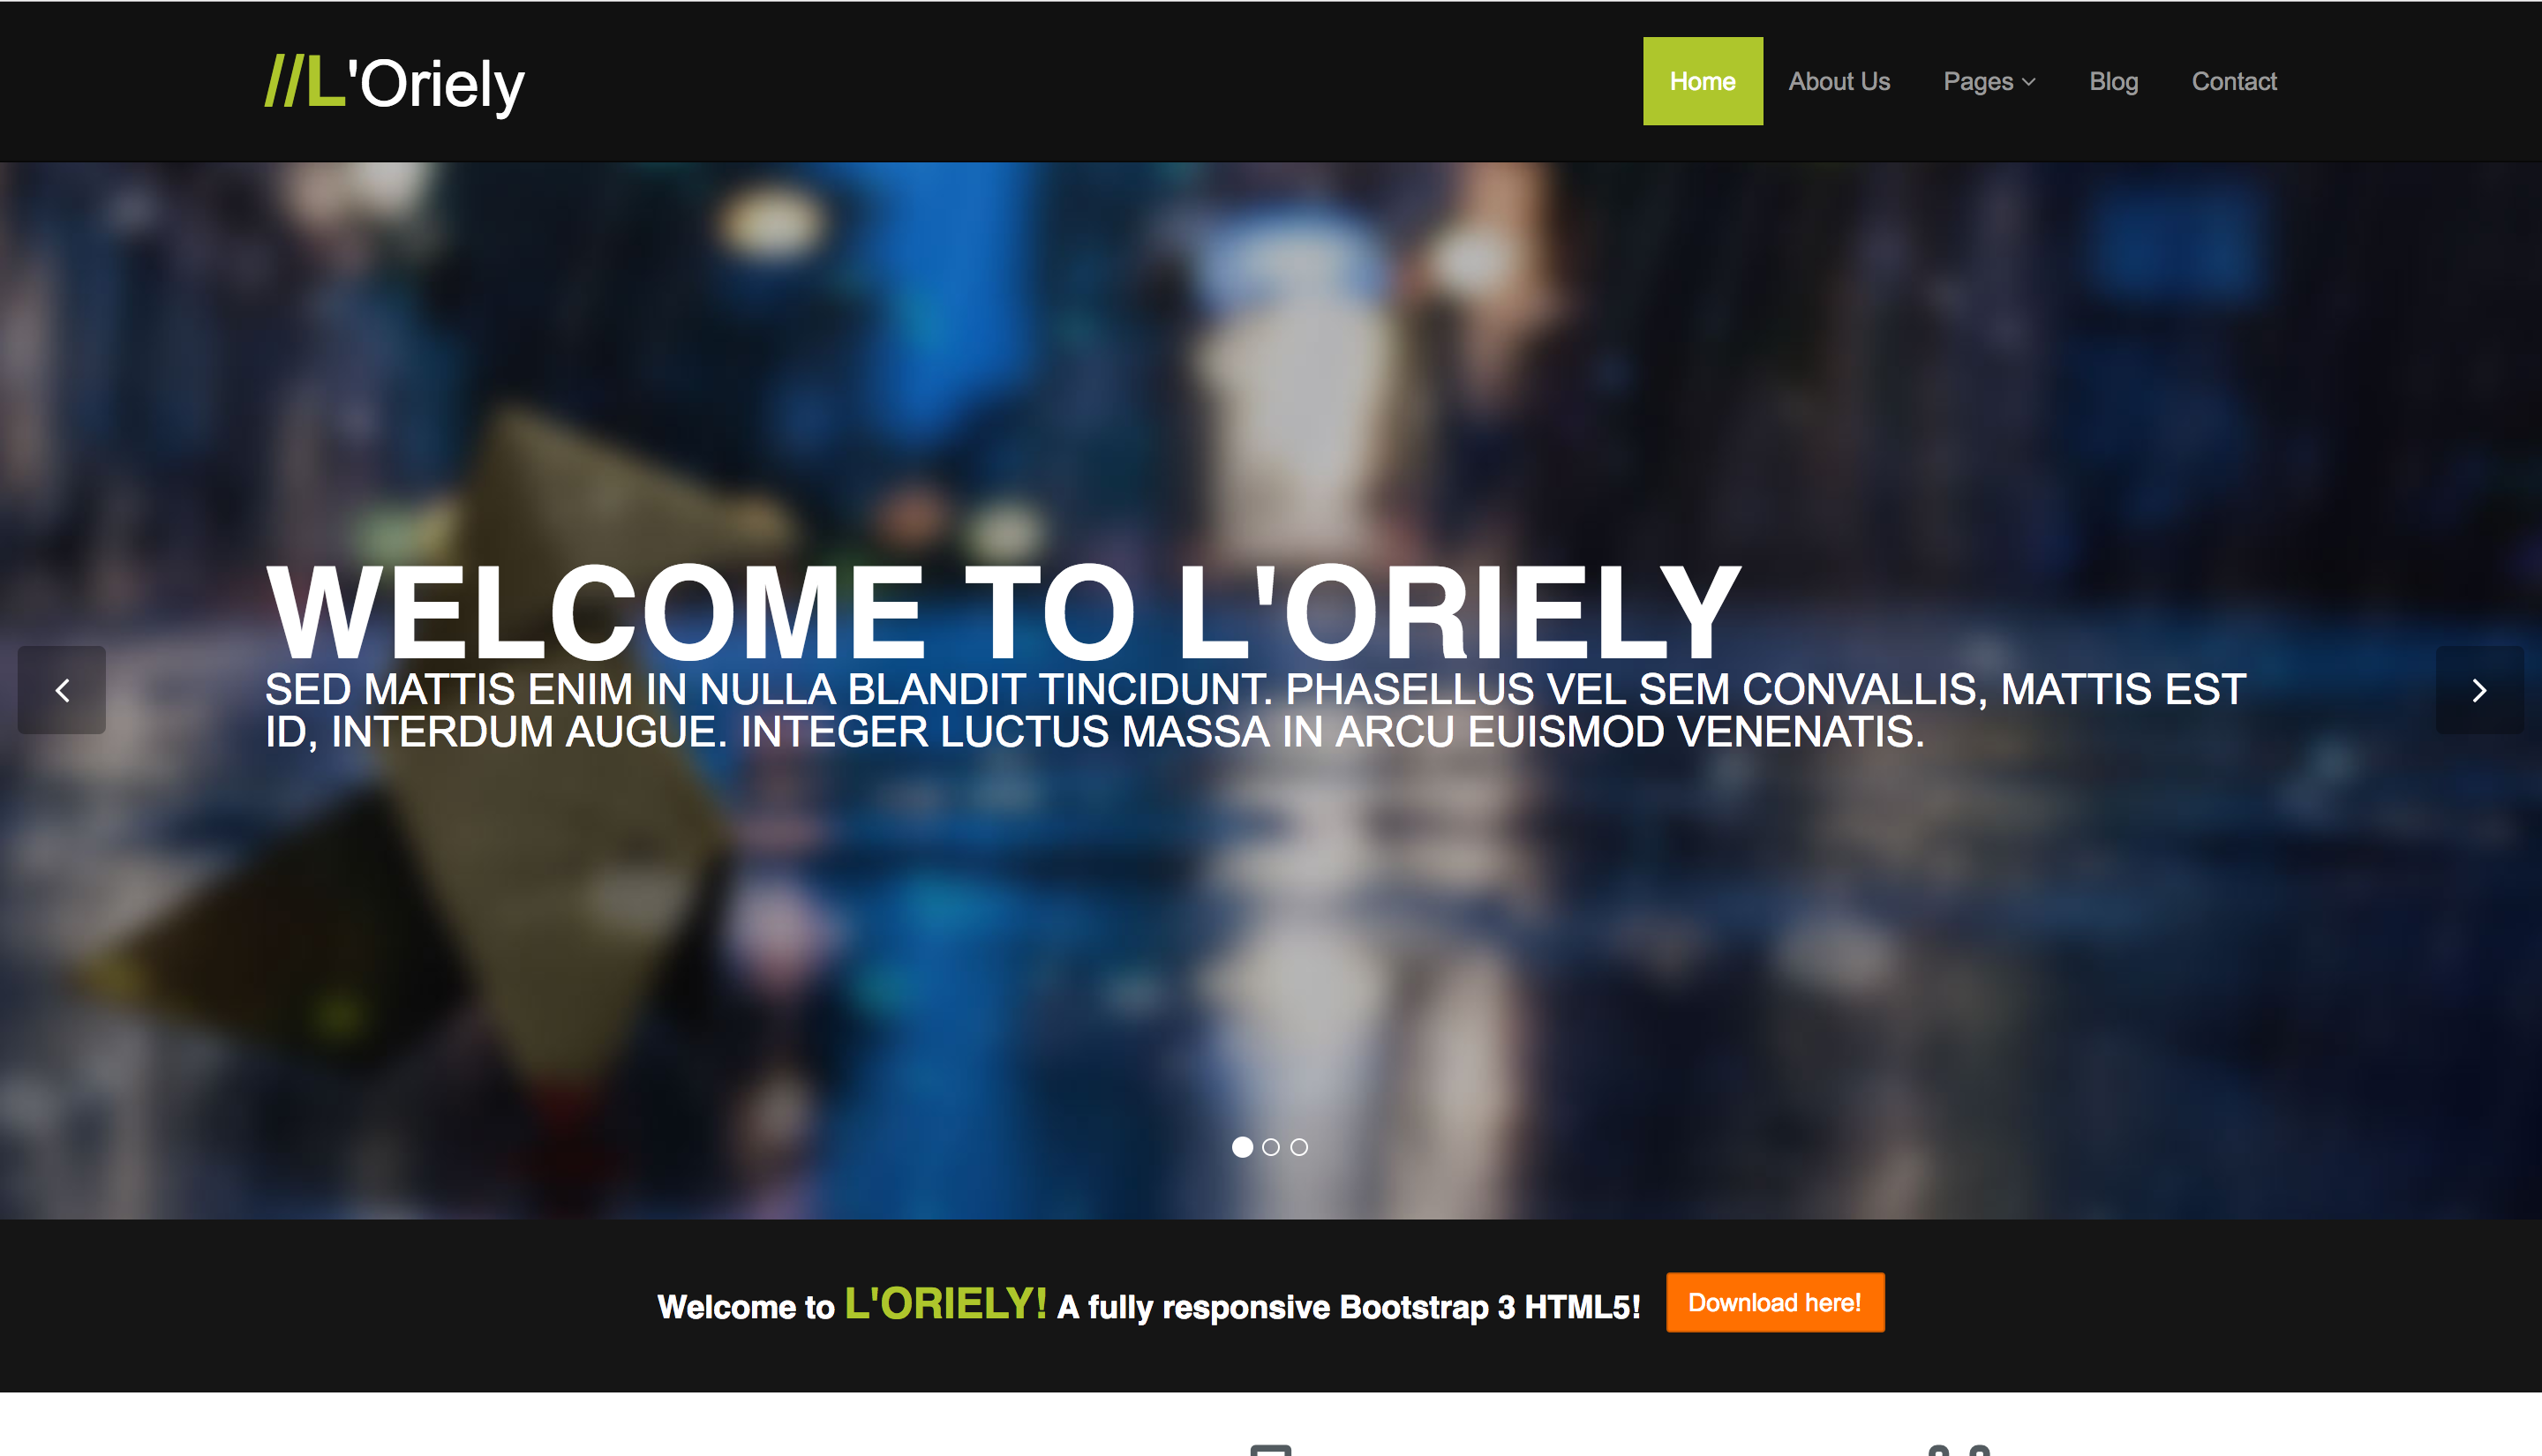 //L'Oriely
Home About Us Pages Blog Contact
WELCOME TO L'ORIELY
SED MATTIS ENIM IN NULLA BLANDIT TINCIDUNT. PHASELLUS VEL SEM CONVALLIS, MATTIS EST
ID, INTERDUM AUGUE. INTEGER LUCTUS MASSA IN ARCU EUISMOD VENENATIS.
Welcome to L'ORIELY! A fully responsive Bootstrap 3 HTML5! Download here!